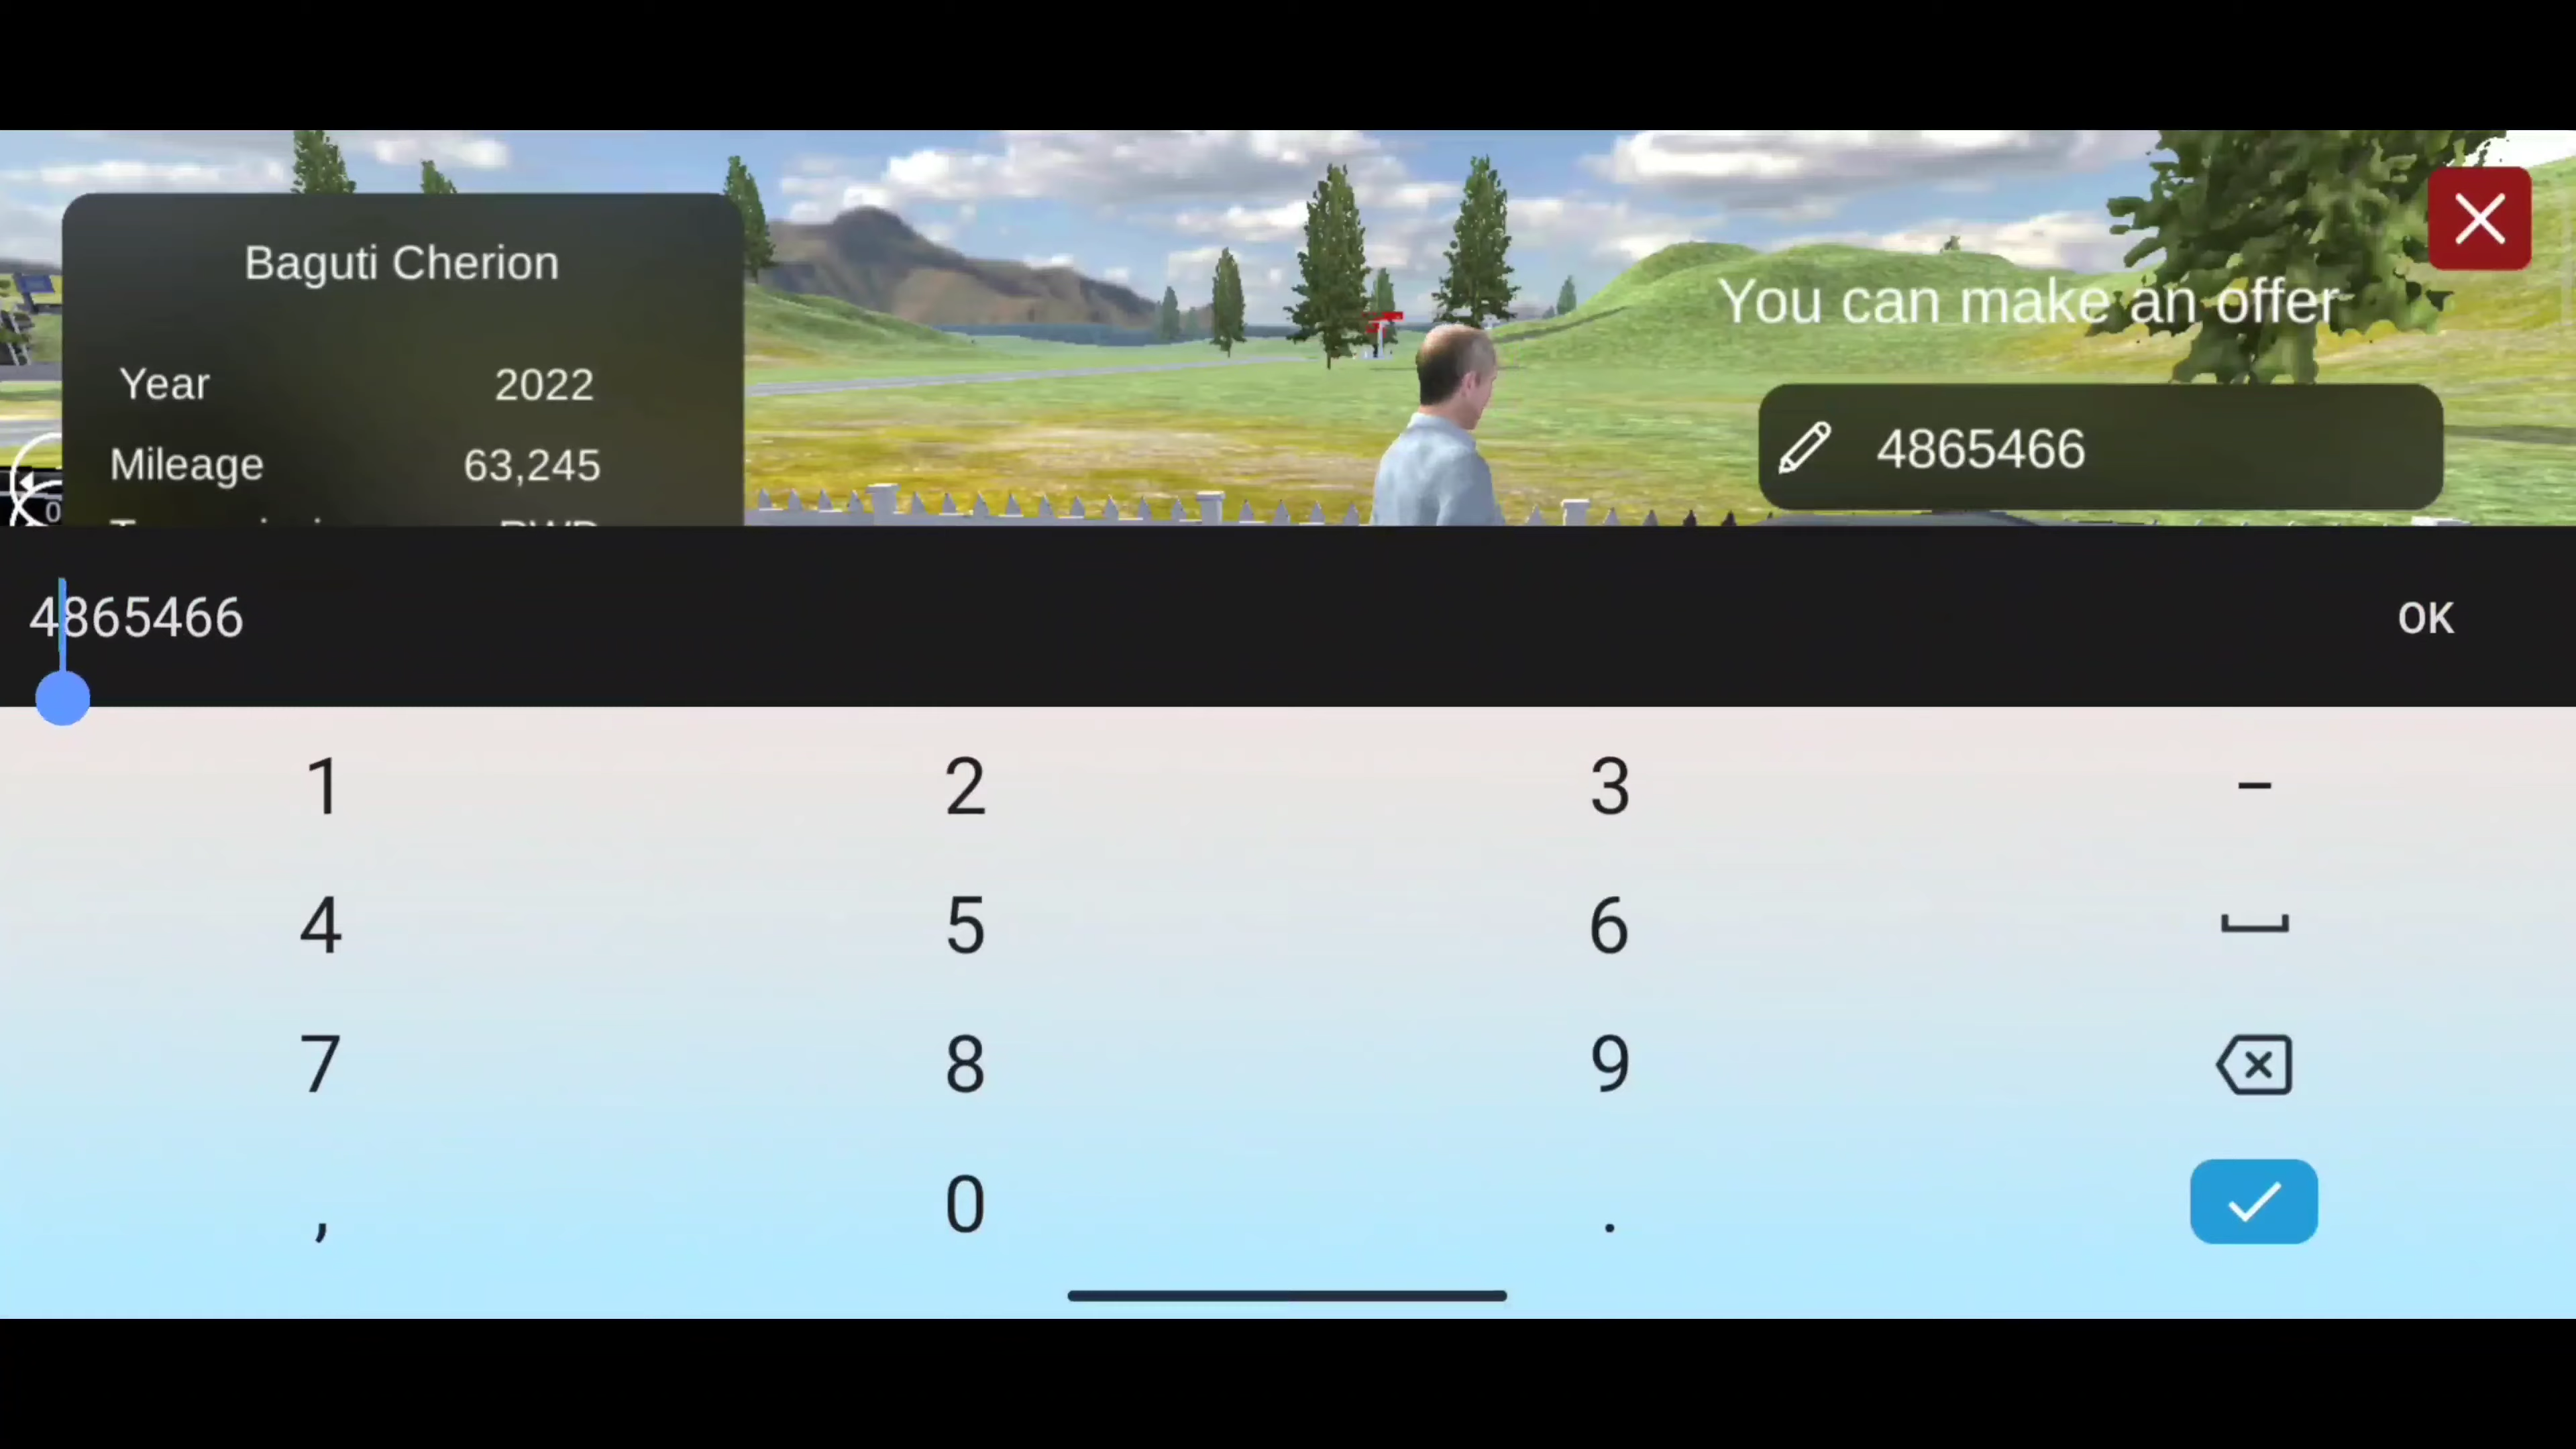 Baguti Cherion
Year 2022
Mileage 63,245
You can make an offer
4865466
0
4865466
OK
1 2 3 -
4 5 6
7 8 9
, 0 .